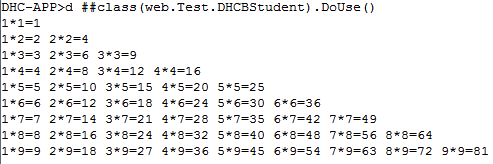 DHC-APP>d ##class(web.Test.DHCBStudent).DoUse()
1*1=1
1*2=2 2*2=4
1*3=3 2*3=6 3*3=9
1*4=4 2*4=8 3*4=12 4*4=16
1*5=5 2*5=10 3*5=15 4*5=20 5*5=25
1*6=6 2*6=12 3*6=18 4*6=24 5*6=30 6*6=36
1*7=7 2*7=14 3*7=21 4*7=28 5*7=35 6*7=42 7*7=49
1*8=8 2*8=16 3*8=24 4*8=32 5*8=40 6*8=48 7*8=56 8*8=64
1*9=9 2*9=18 3*9=27 4*9=36 5*9=45 6*9=54 7*9=63 8*9=72 9*9=81